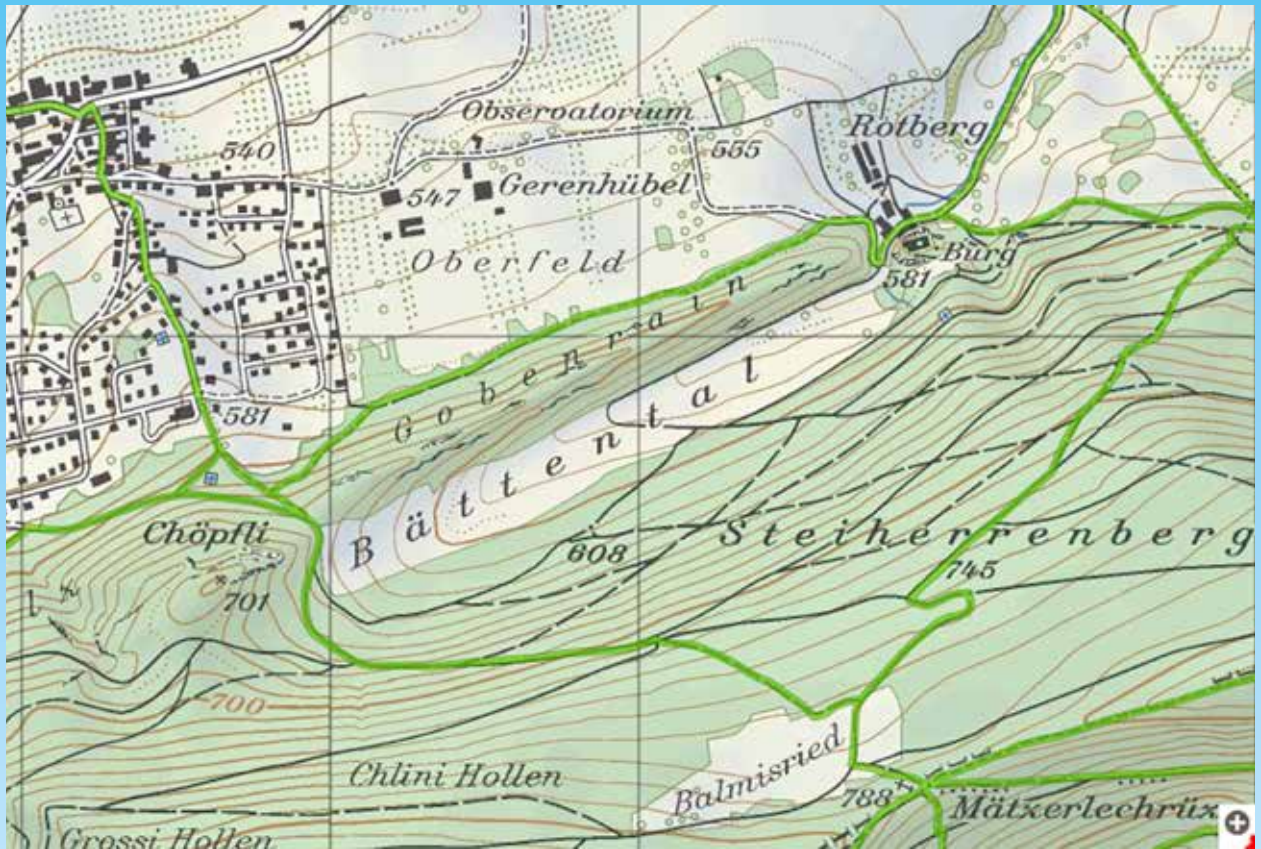 Observatorium
Rotberg
540
555
Gerenhübel
547
Oberfeld
Burg
581
Gobenrain
581
Bättental
Chöpfli
608
Steiherrenberg
745
701
700
Chlini Hollen
Balmisried
788
Mätzerlechrüz
Grossi Hollen